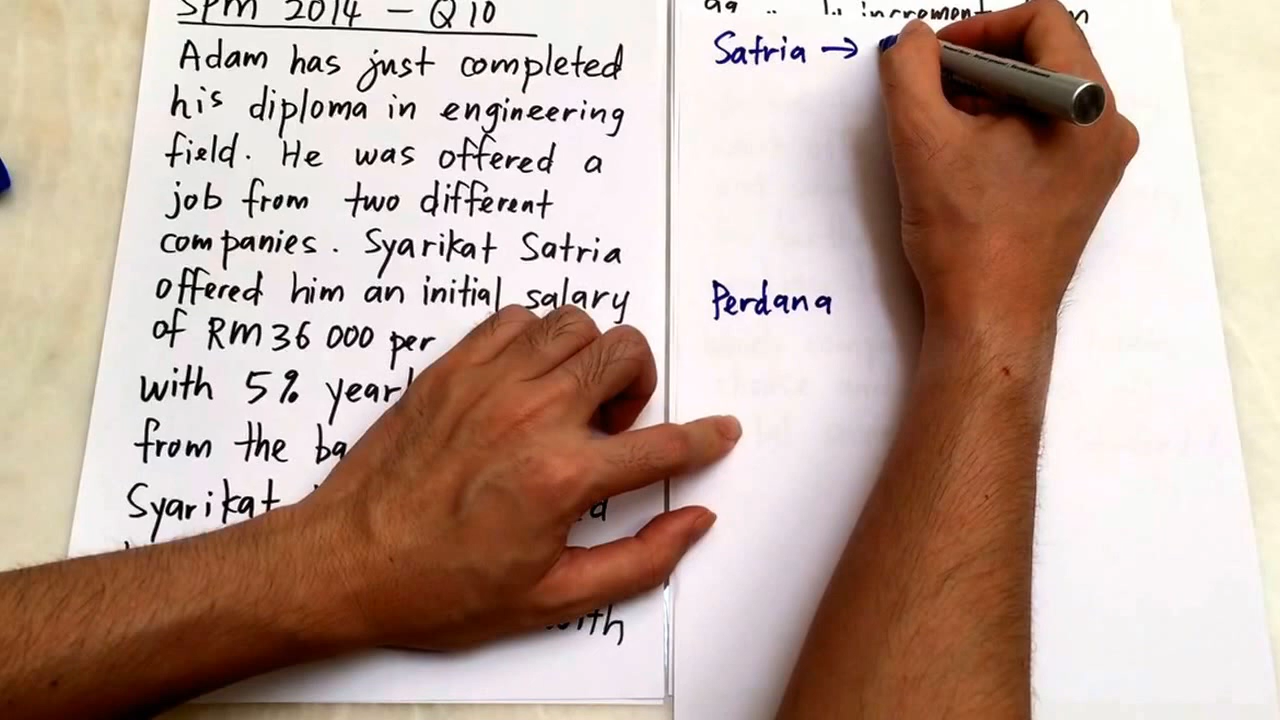 SPM 2014 - Q10
Adam has just completed
his diploma in engineering
field. He was offered a
job from two different
companies. Syarikat Satria
offered him an initial salary
of RM36 000 per
with 5% year
from the ba
Syarikat
with
increment
Satria →
Perdana